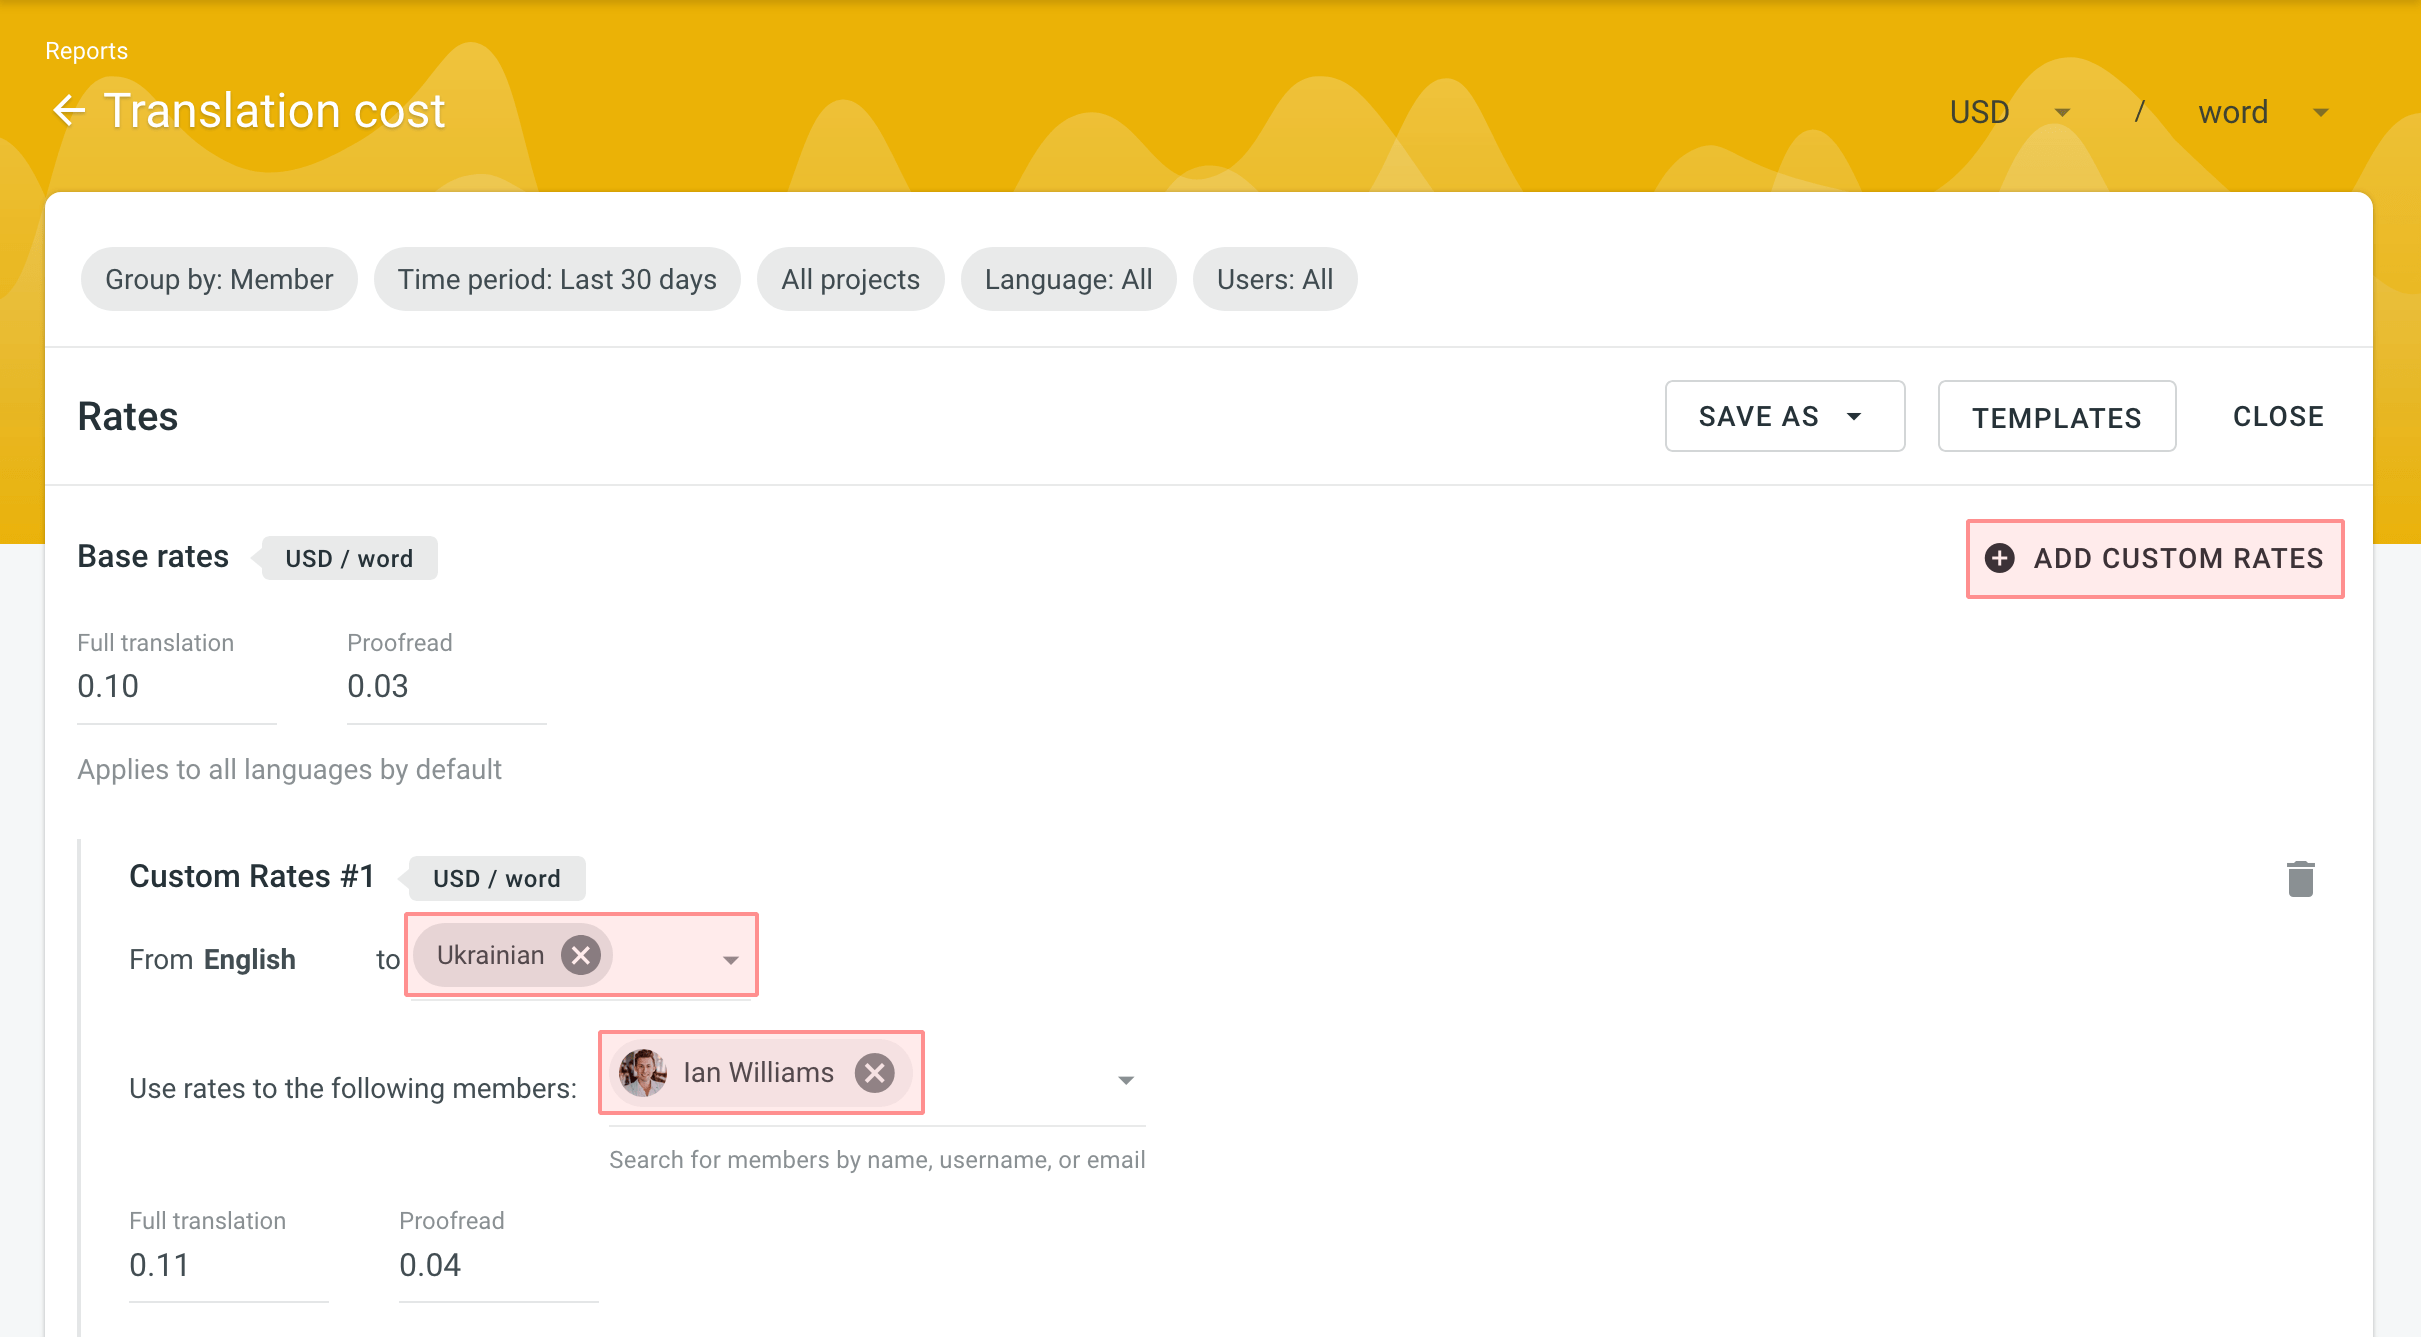 Reports
Translation cost
USD / word
Group by: Member Time period: Last 30 days All projects Language: All Users: All
Rates SAVE AS TEMPLATES CLOSE
Base rates USD / word ADD CUSTOM RATES
Full translation Proofread
0.10 0.03
Applies to all languages by default
Custom Rates #1 USD / word
From English to Ukrainian
Use rates to the following members: Ian Williams
Search for members by name, username, or email
Full translation Proofread
0.11 0.04